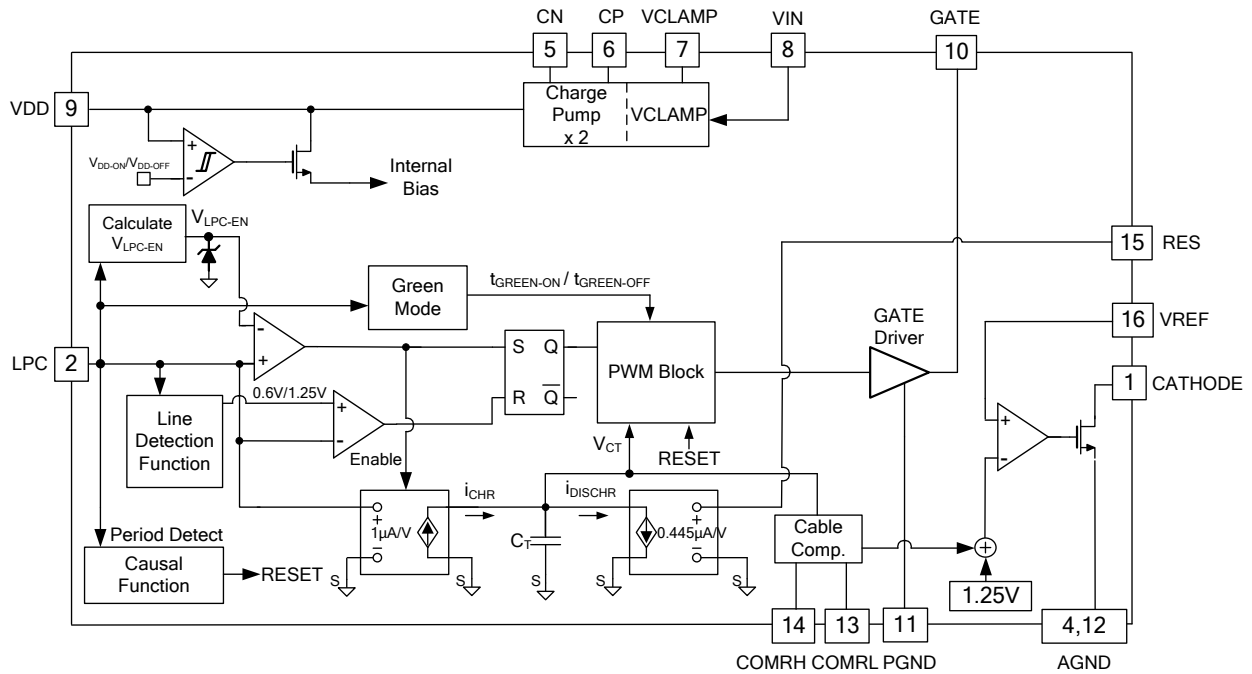 CN CP VCLAMP VIN GATE
5 6 7 8 10
VDD 9
Charge
Pump
x 2
VCLAMP
+
-
VDD-ON/VDD-OFF
Internal
Bias
Calculate
VLPC-EN
VLPC-EN
15 RES
Green
Mode
tGREEN-ON / tGREEN-OFF
GATE
Driver
16 VREF
LPC 2
-
+
S Q
R Q
PWM Block
1 CATHODE
0.6V/1.25V
+
-
Line
Detection
Function
+
-
Enable
VCT
RESET
iCHR
iDISCHR
+
1µA/V
-
CT
+
0.445µA/V
-
Cable
Comp.
+
Period Detect
Causal
Function
RESET
S S S S S
1.25V
14 13 11 4,12
COMRH COMRL PGND AGND